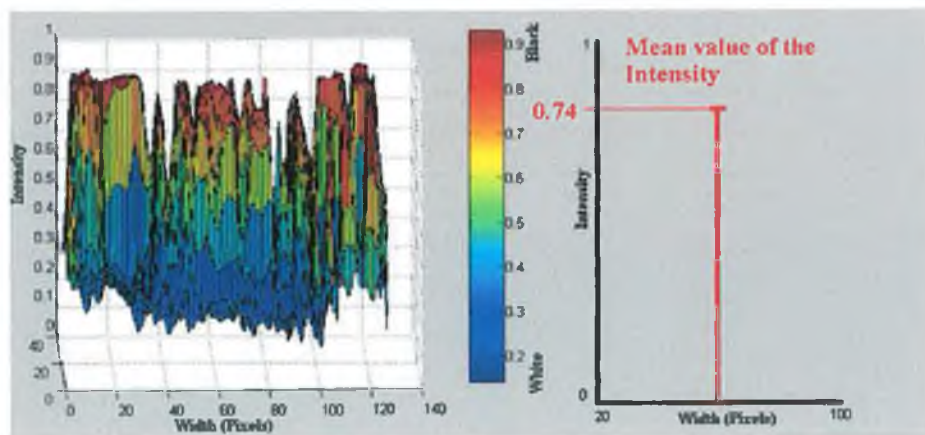 1
0.9
0.8
0.7
0.6
0.5
0.4
0.3
0.2
0.1
0
40
20
0
Intensity
0 20 40 60 80 100 120 140
Width (Pixels)
Black
0.9
0.8
0.7
0.6
0.5
0.4
0.3
0.2
White
Mean value of the
Intensity
1
0.74
Intensity
0
20 100
Width (Pixels)